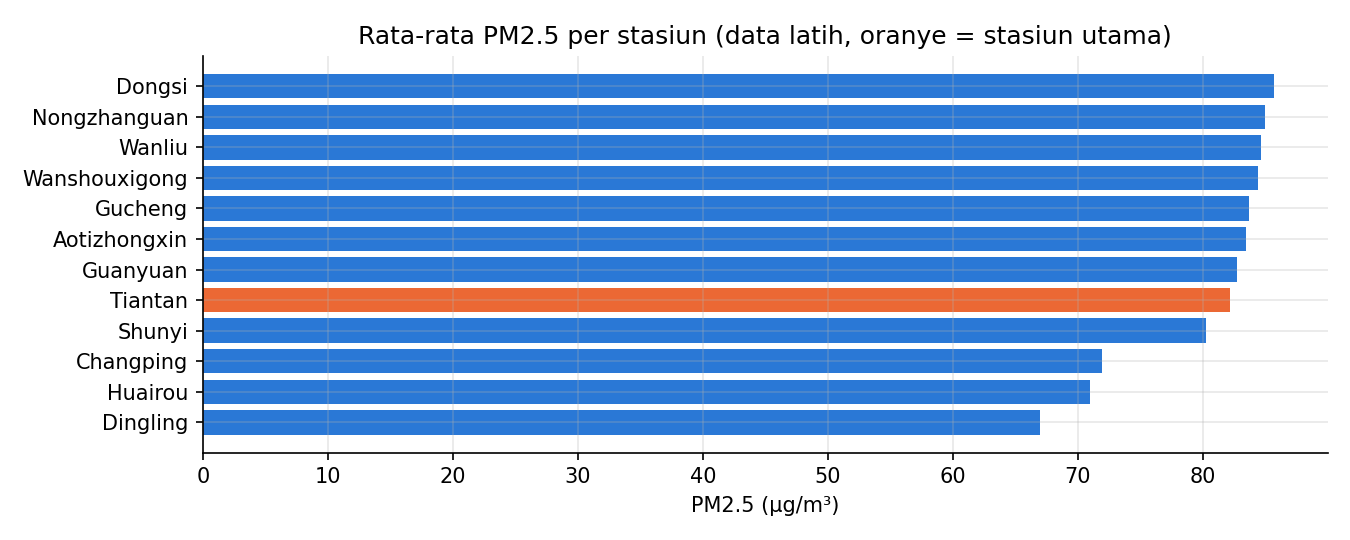 Rata-rata PM2.5 per stasiun (data latih, oranye = stasiun utama)
Dongsi
Nongzhanguan
Wanliu
Wanshouxigong
Gucheng
Aotizhongxin
Guanyuan
Tiantan
Shunyi
Changping
Huairou
Dingling
0 10 20 30 40 50 60 70 80
PM2.5 (µg/m³)